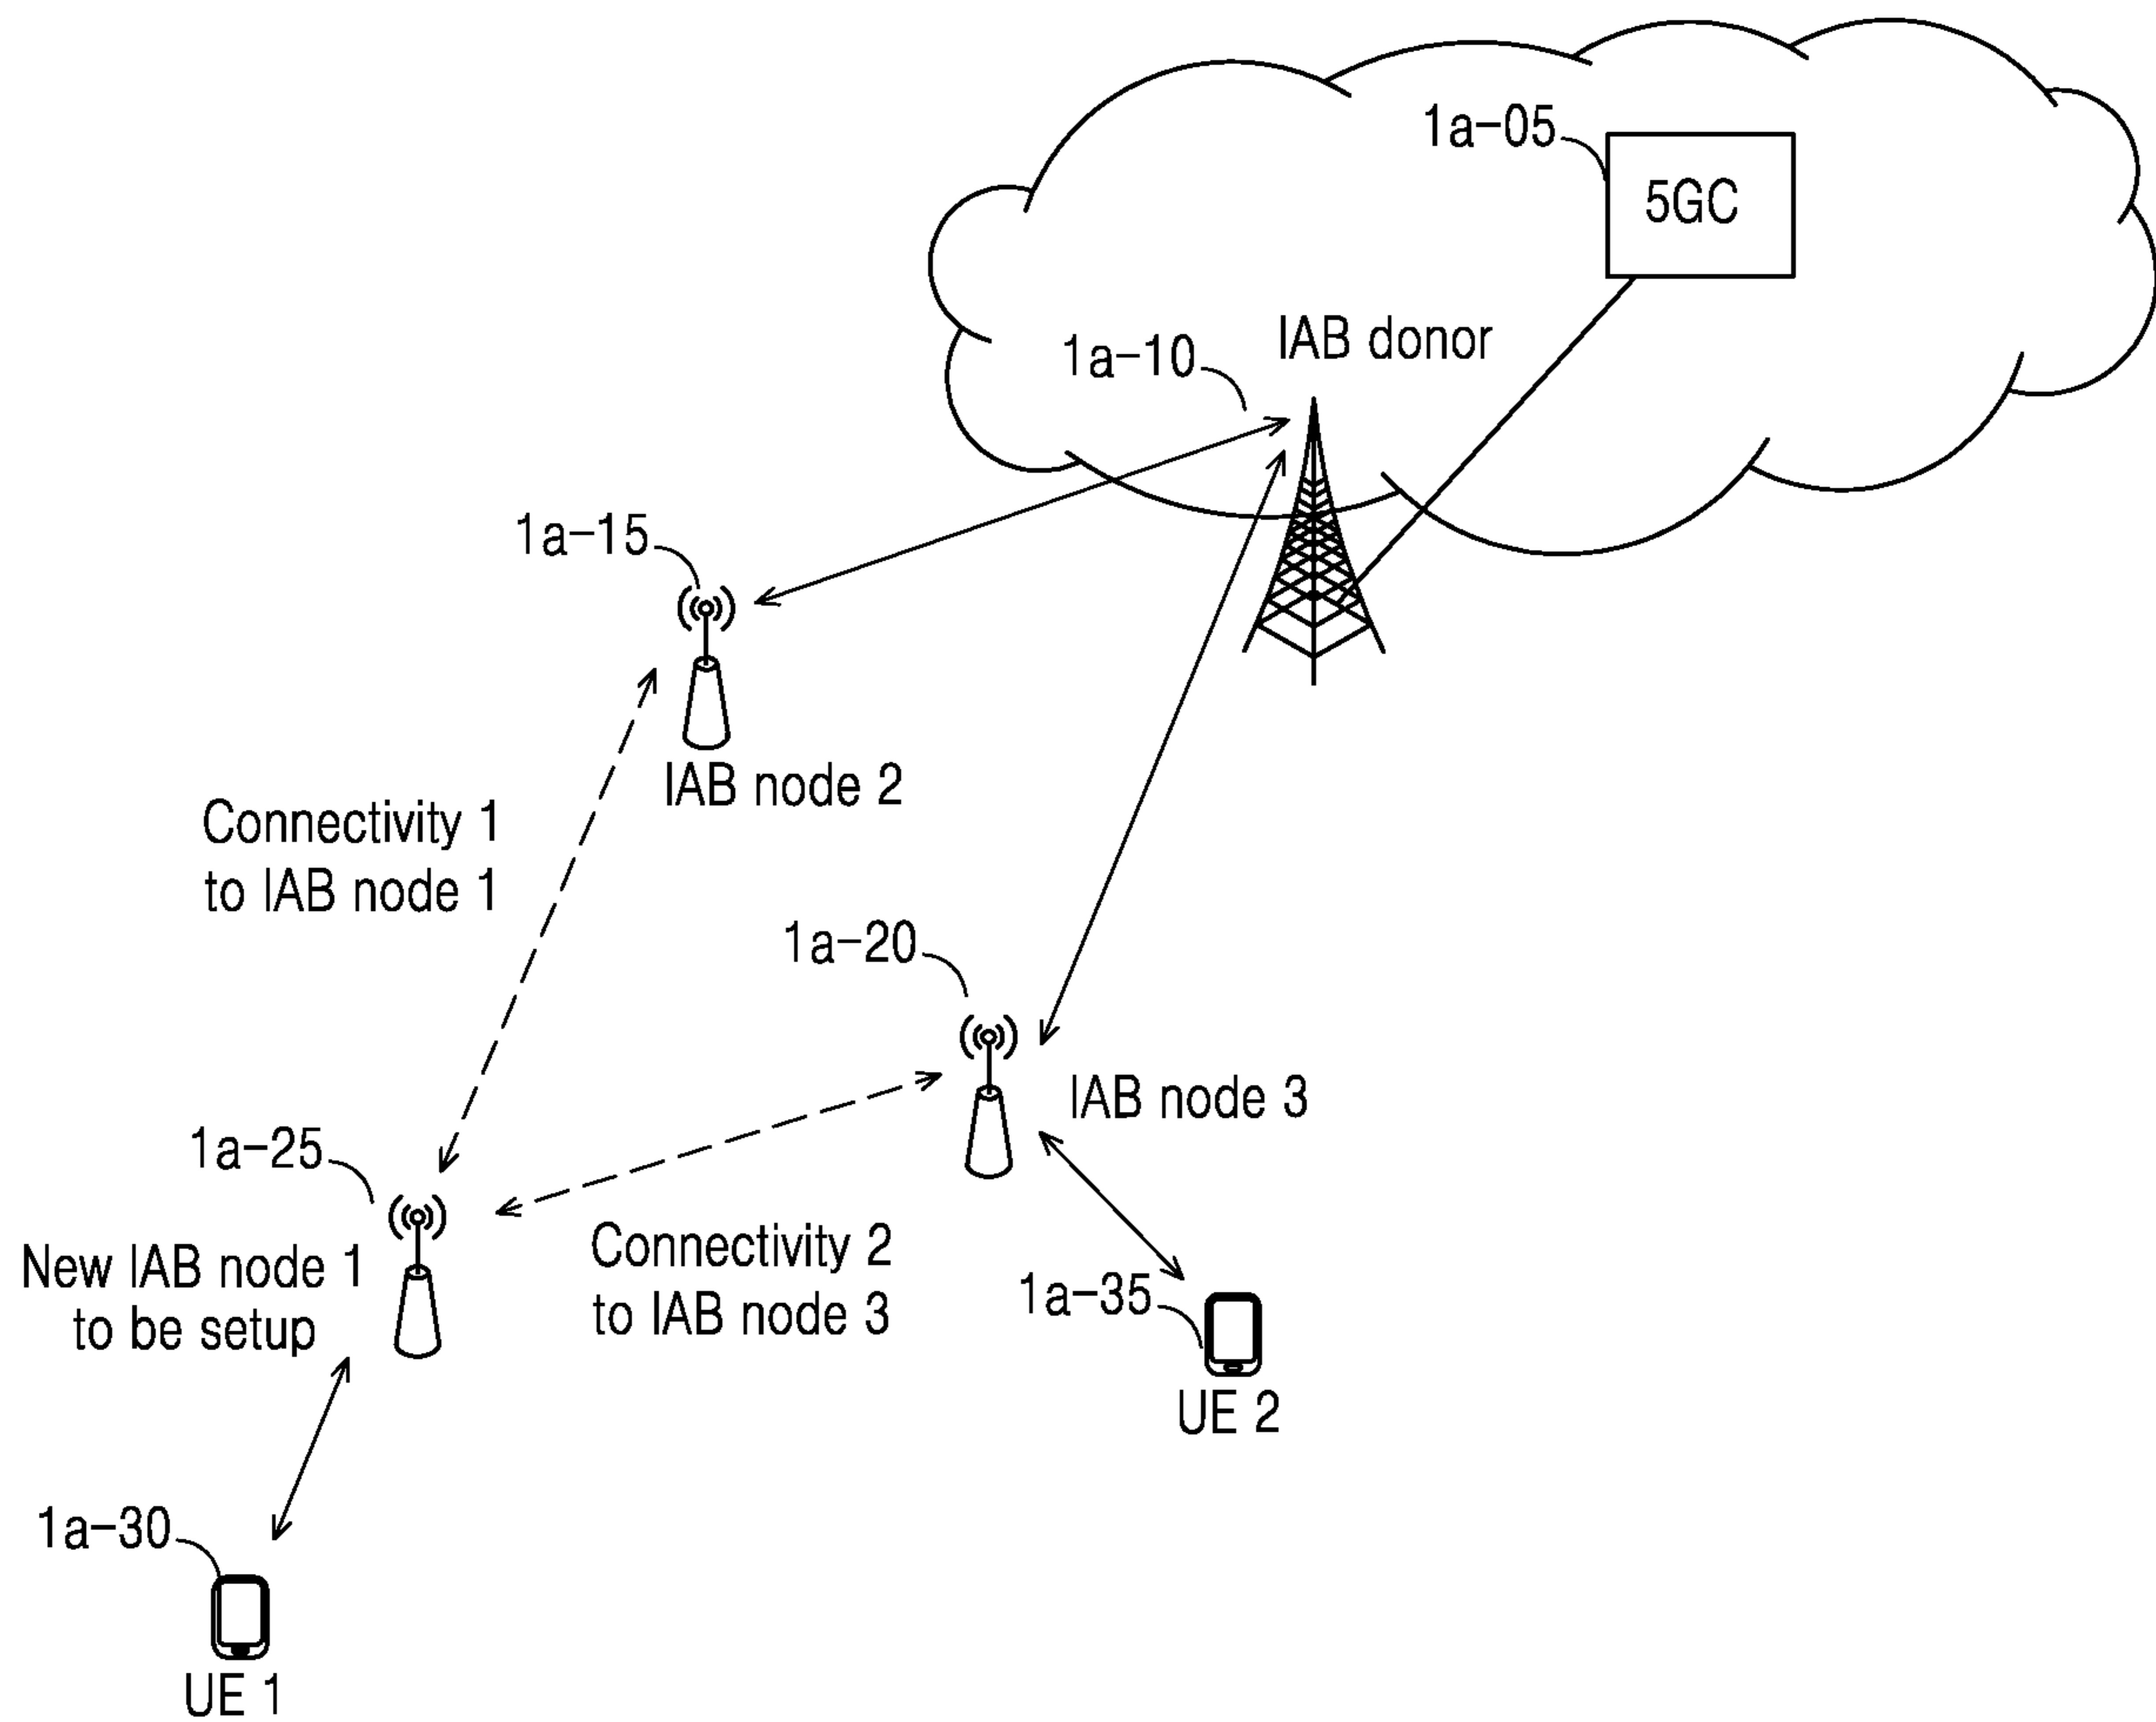 1a-05
5GC
IAB donor
1a-10
1a-15
IAB node 2
Connectivity 1
to IAB node 1
1a-20
IAB node 3
1a-25
New IAB node 1
to be setup
Connectivity 2
to IAB node 3
1a-35
UE 2
1a-30
UE 1